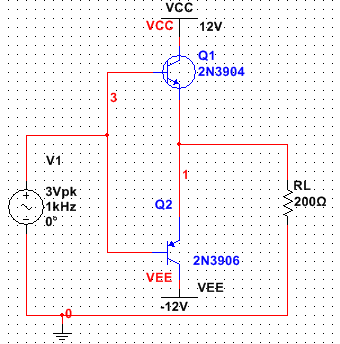 VCC
VCC 12V
Q1
2N3904
3
V1
3Vpk
1kHz
0°
1
RL
200Ω
Q2
2N3906
VEE
VEE
-12V
0